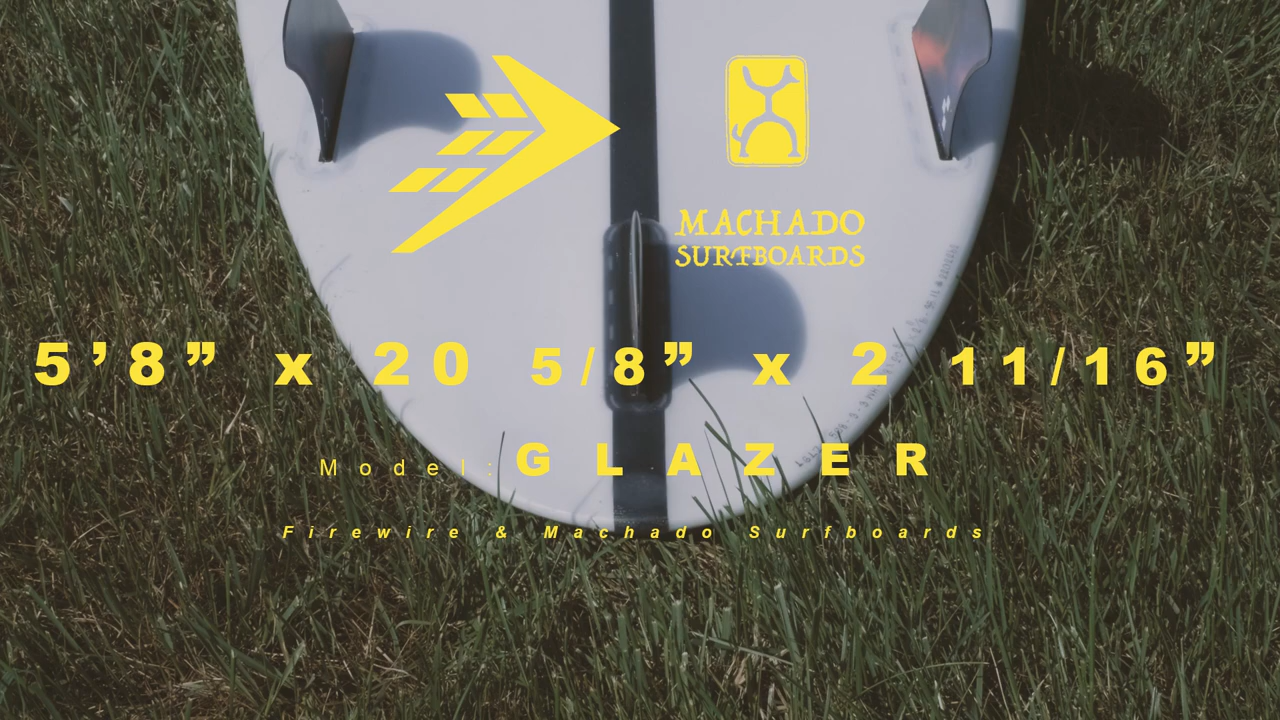 MACHADO
SURFBOARDS
5’8” x 20 5/8” x 2 11/16”
Model: GLAZER
Firewire & Machado Surfboards